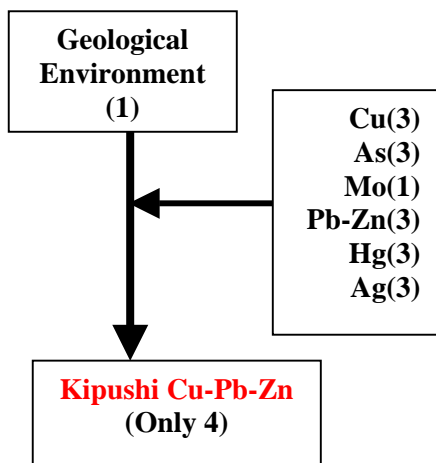 Geological
Environment
(1)
Cu(3)
As(3)
Mo(1)
Pb-Zn(3)
Hg(3)
Ag(3)
Kipushi Cu-Pb-Zn
(Only 4)